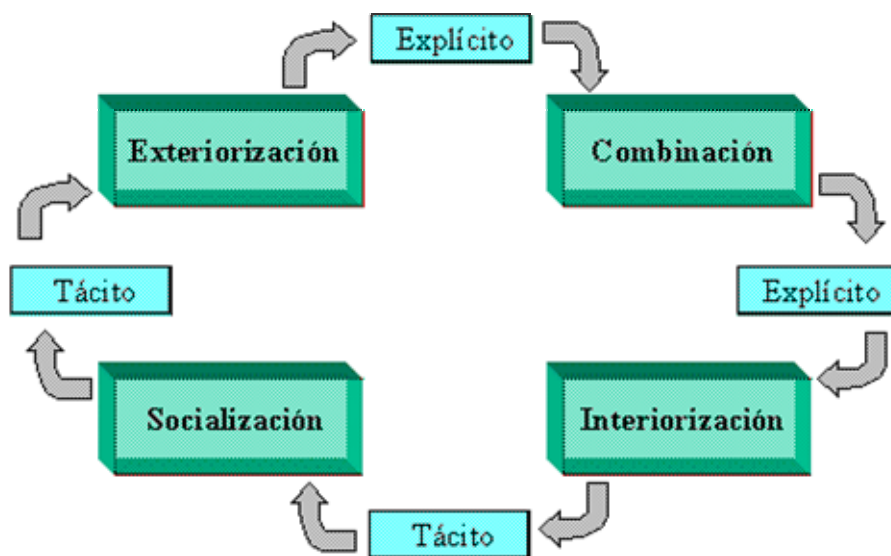 Explícito
Exteriorización
Combinación
Tácito
Explícito
Socialización
Interiorización
Tácito